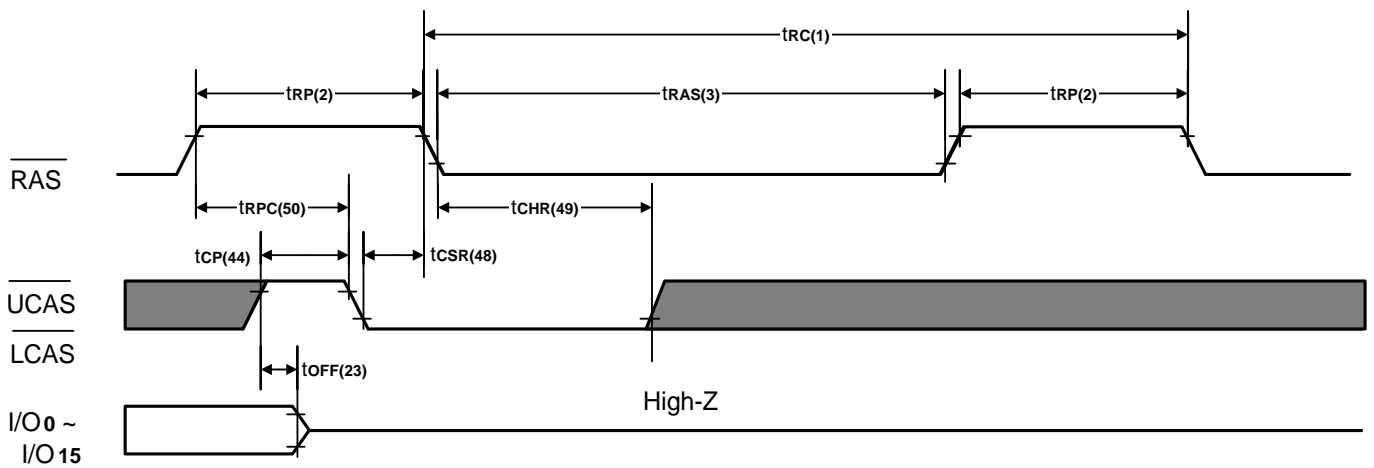 tRC(1)
tRP(2)
tRAS(3)
tRP(2)
RAS
tRPC(50)
tCHR(49)
tCP(44)
tCSR(48)
UCAS
LCAS
tOFF(23)
High-Z
I/O0 ~
I/O15